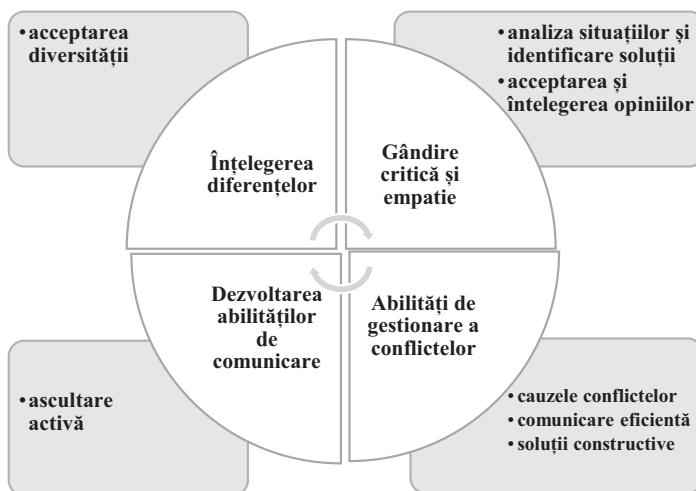 • acceptarea
diversității
• analiza situațiilor și
identificare soluții
• acceptarea și
întelegerea opiniilor
Înțelegerea
diferențelor
Gândire
critică și
empatie
Dezvoltarea
abilităților
de
comunicare
Abilități de
gestionare a
conflictelor
• ascultare
activă
• cauzele conflictelor
• comunicare eficientă
• soluții constructive